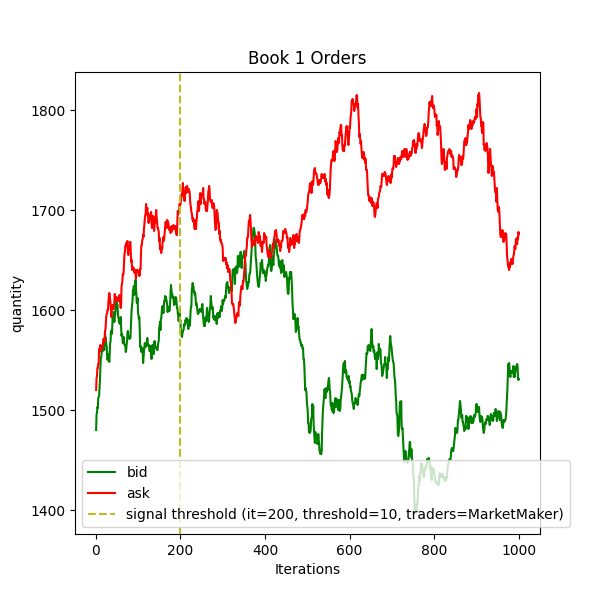 Book 1 Orders
quantity
1800
1700
1600
1500
1400
bid
ask
signal threshold (it=200, threshold=10, traders=MarketMaker)
0 200 400 600 800 1000
Iterations